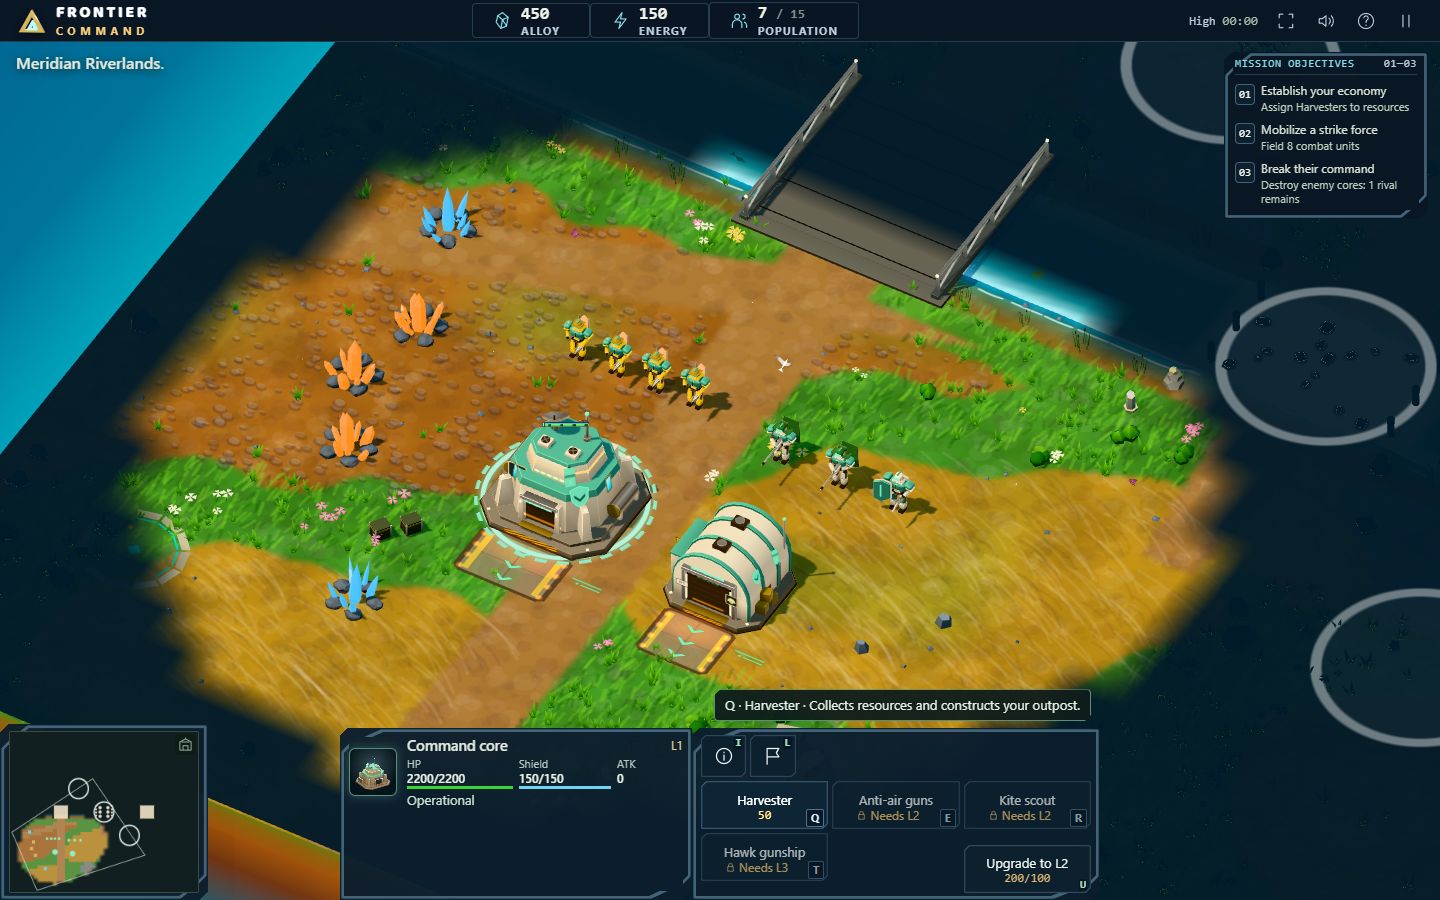 FRONTIER
COMMAND
450
ALLOY
150
ENERGY
7 / 15
POPULATION
High 00:00
Meridian Riverlands.
MISSION OBJECTIVES 01—03
01 Establish your economy
Assign Harvesters to resources
02 Mobilize a strike force
Field 8 combat units
03 Break their command
Destroy enemy cores: 1 rival
remains
Q · Harvester · Collects resources and constructs your outpost.
Command core L1
HP Shield ATK
2200/2200 150/150 0
Operational
I L
Harvester
50 Q
Anti-air guns
Needs L2 E
Kite scout
Needs L2 R
Hawk gunship
Needs L3 T
Upgrade to L2
200/100 U